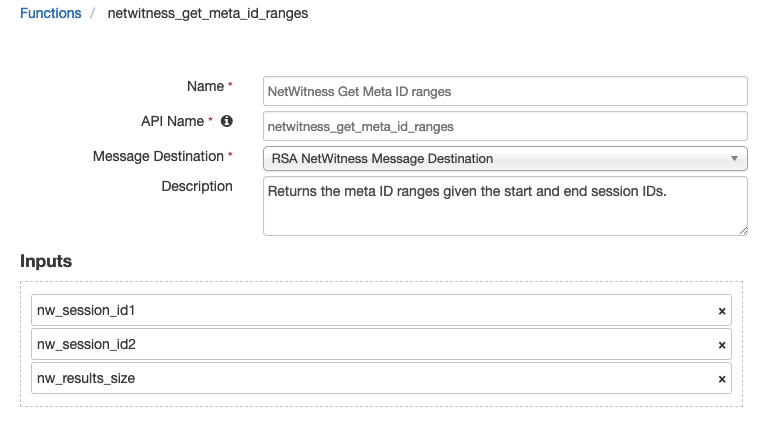 Functions / netwitness_get_meta_id_ranges
Name *
NetWitness Get Meta ID ranges
API Name *
netwitness_get_meta_id_ranges
Message Destination *
RSA NetWitness Message Destination
Description
Returns the meta ID ranges given the start and end session IDs.
Inputs
nw_session_id1 ×
nw_session_id2 ×
nw_results_size ×